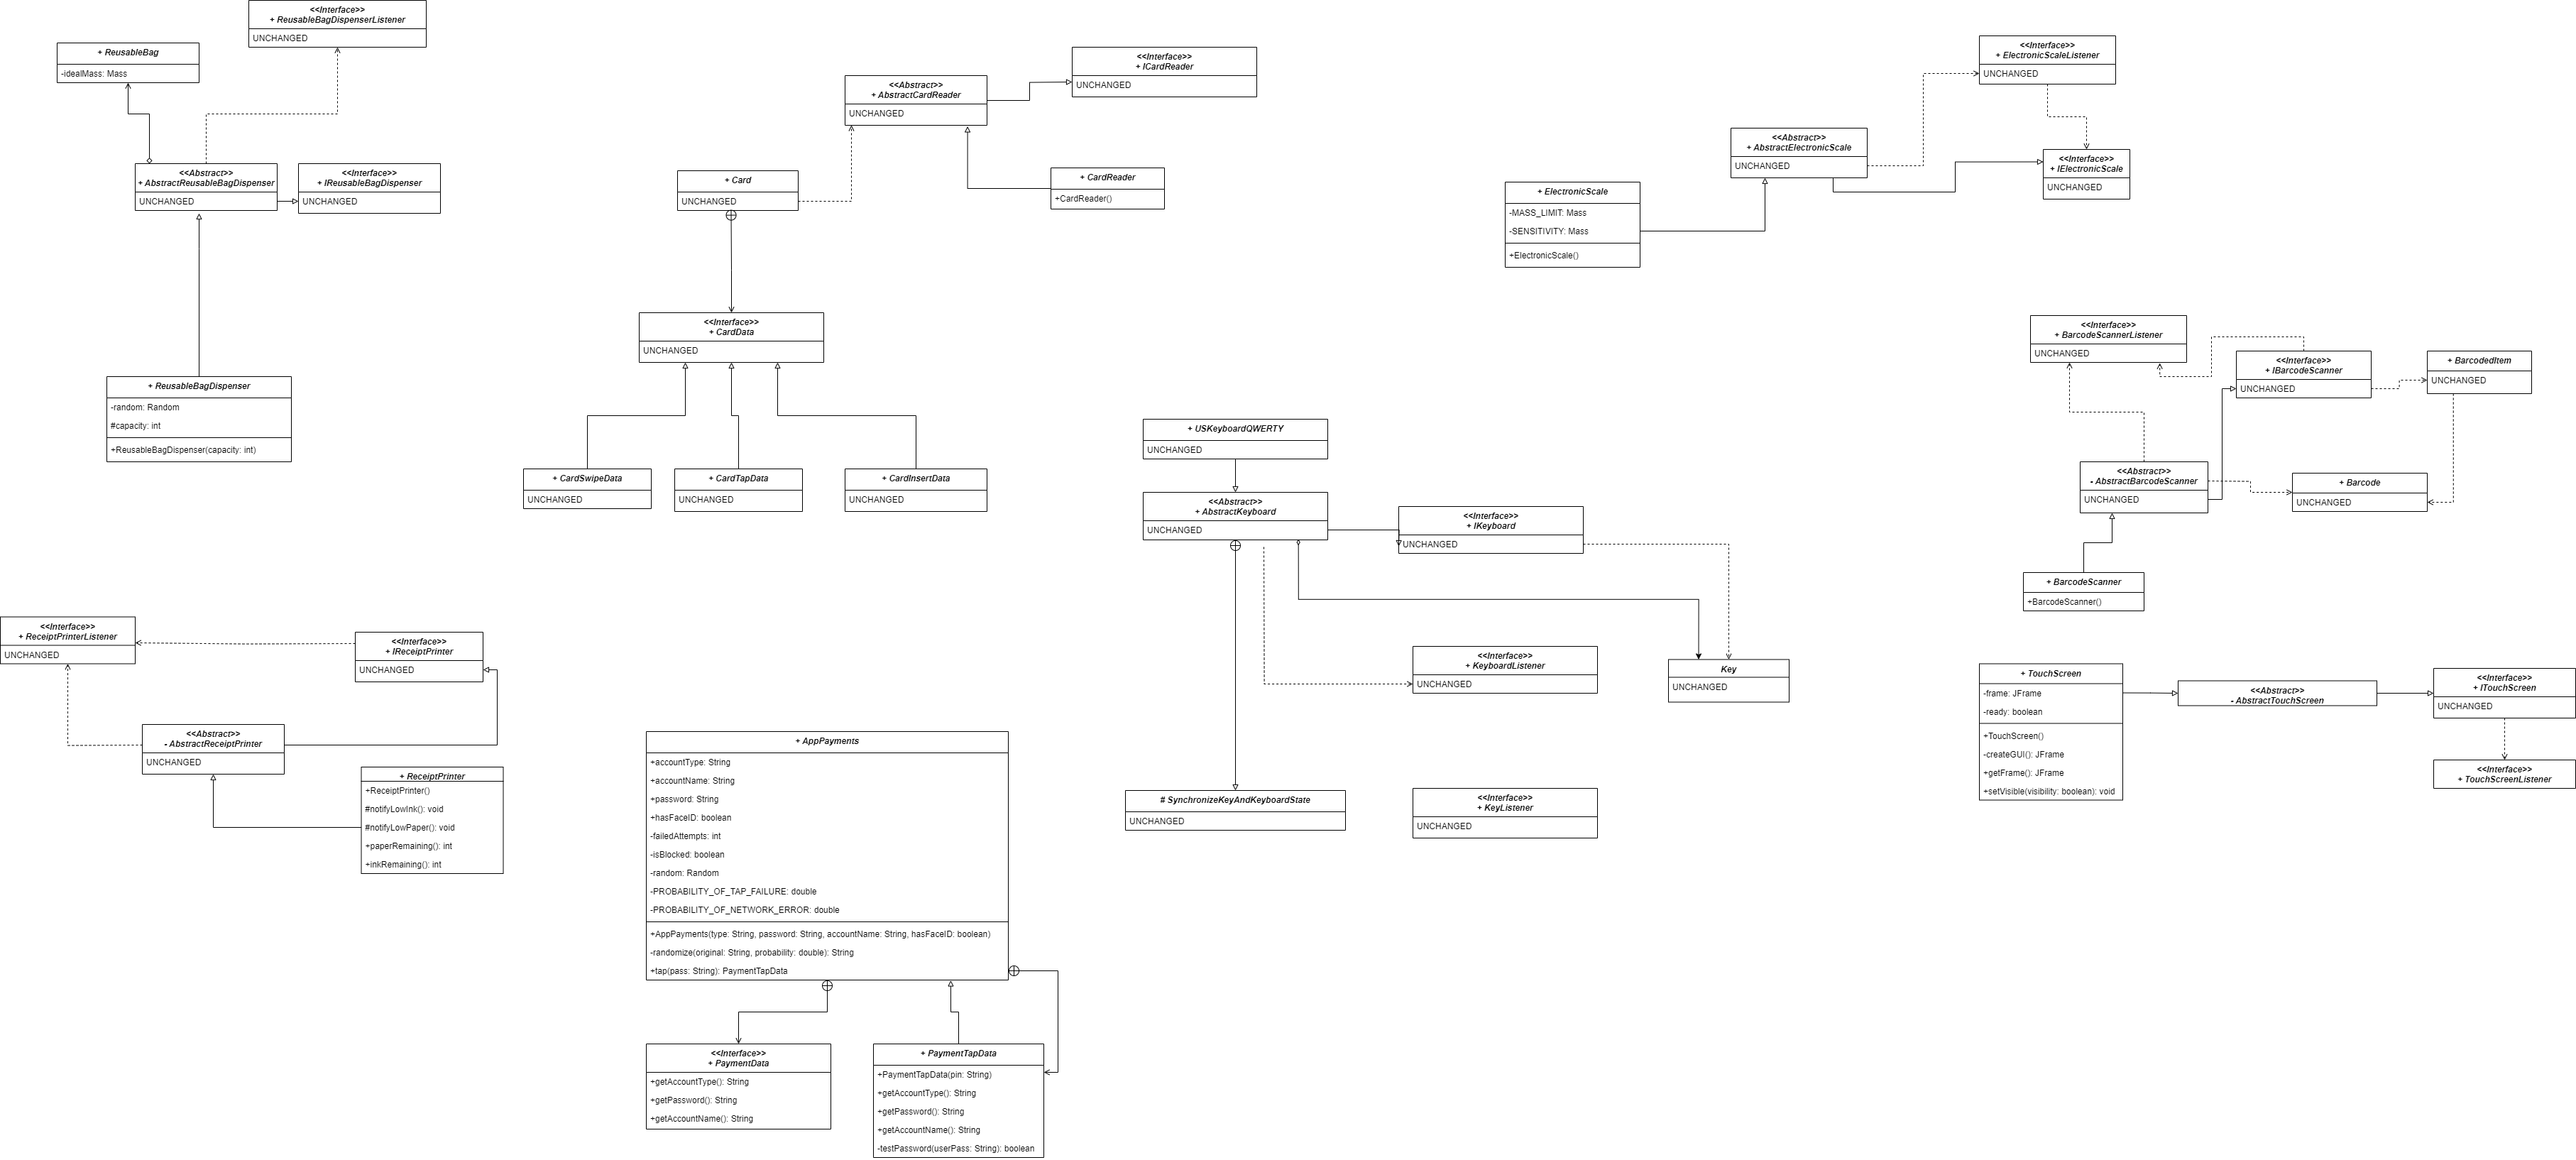 <<Interface>>
+ ReusableBagDispenserListener
UNCHANGED
+ ReusableBag
-idealMass: Mass
<<Abstract>>
+ AbstractReusableBagDispenser
UNCHANGED
<<Interface>>
+ IReusableBagDispenser
UNCHANGED
+ ReusableBagDispenser
-random: Random
#capacity: int
+ReusableBagDispenser(capacity: int)
<<Interface>>
+ ICardReader
UNCHANGED
<<Abstract>>
+ AbstractCardReader
UNCHANGED
+ Card
UNCHANGED
+ CardReader
+CardReader()
<<Interface>>
+ CardData
UNCHANGED
+ CardSwipeData
UNCHANGED
+ CardTapData
UNCHANGED
+ CardInsertData
UNCHANGED
<<Interface>>
+ ElectronicScaleListener
UNCHANGED
<<Abstract>>
+ AbstractElectronicScale
UNCHANGED
<<Interface>>
+ IElectronicScale
UNCHANGED
+ ElectronicScale
-MASS_LIMIT: Mass
-SENSITIVITY: Mass
+ElectronicScale()
<<Interface>>
+ BarcodeScannerListener
UNCHANGED
<<Interface>>
+ IBarcodeScanner
UNCHANGED
+ BarcodedItem
UNCHANGED
<<Abstract>>
- AbstractBarcodeScanner
UNCHANGED
+ Barcode
UNCHANGED
+ BarcodeScanner
+BarcodeScanner()
+ USKeyboardQWERTY
UNCHANGED
<<Abstract>>
+ AbstractKeyboard
UNCHANGED
<<Interface>>
+ IKeyboard
UNCHANGED
<<Interface>>
+ KeyboardListener
UNCHANGED
Key
UNCHANGED
# SynchronizeKeyAndKeyboardState
UNCHANGED
<<Interface>>
+ KeyListener
UNCHANGED
<<Interface>>
+ ReceiptPrinterListener
UNCHANGED
<<Interface>>
+ IReceiptPrinter
UNCHANGED
<<Abstract>>
- AbstractReceiptPrinter
UNCHANGED
+ ReceiptPrinter
+ReceiptPrinter()
#notifyLowInk(): void
#notifyLowPaper(): void
+paperRemaining(): int
+inkRemaining(): int
+ AppPayments
+accountType: String
+accountName: String
+password: String
+hasFaceID: boolean
-failedAttempts: int
-isBlocked: boolean
-random: Random
-PROBABILITY_OF_TAP_FAILURE: double
-PROBABILITY_OF_NETWORK_ERROR: double
+AppPayments(type: String, password: String, accountName: String, hasFaceID: boolean)
-randomize(original: String, probability: double): String
+tap(pass: String): PaymentTapData
<<Interface>>
+ PaymentData
+getAccountType(): String
+getPassword(): String
+getAccountName(): String
+ PaymentTapData
+PaymentTapData(pin: String)
+getAccountType(): String
+getPassword(): String
+getAccountName(): String
-testPassword(userPass: String): boolean
+ TouchScreen
-frame: JFrame
-ready: boolean
+TouchScreen()
-createGUI(): JFrame
+getFrame(): JFrame
+setVisible(visibility: boolean): void
<<Abstract>>
- AbstractTouchScreen
<<Interface>>
+ ITouchScreen
UNCHANGED
<<Interface>>
+ TouchScreenListener